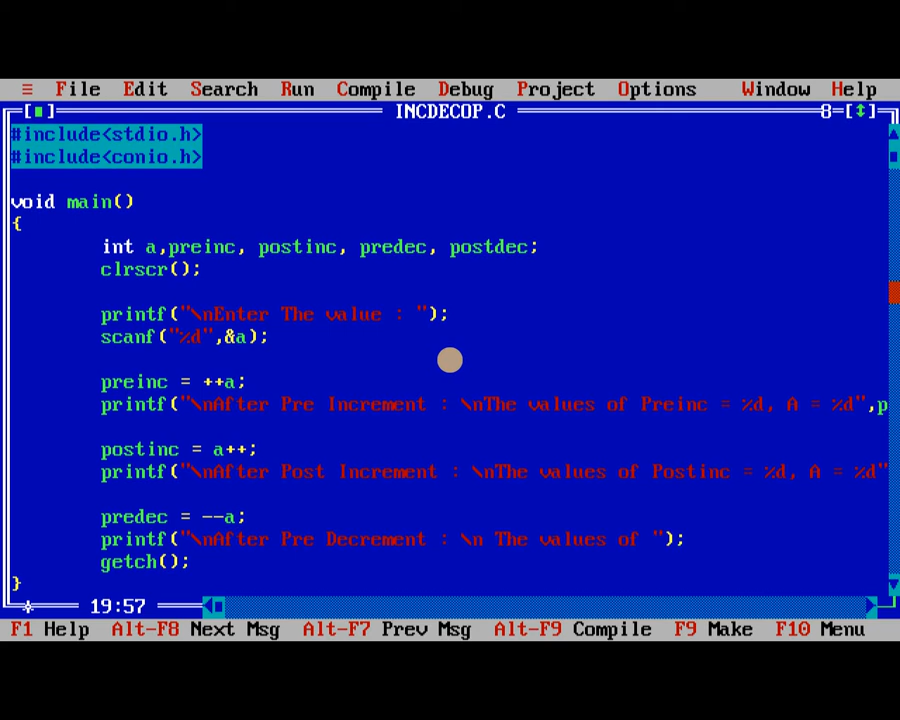 ≡ File Edit Search Run Compile Debug Project Options Window Help
[■] INCDECOP.C 8=[↕]
#include<stdio.h>
#include<conio.h>
void main()
{
int a,preinc, postinc, predec, postdec;
clrscr();
printf("\nEnter The value : ");
scanf("%d",&a);
preinc = ++a;
printf("\nAfter Pre Increment : \nThe values of Preinc = %d, A = %d",p
postinc = a++;
printf("\nAfter Post Increment : \nThe values of Postinc = %d, A = %d"
predec = --a;
printf("\nAfter Pre Decrement : \n The values of ");
getch();
}
19:57
F1 Help Alt-F8 Next Msg Alt-F7 Prev Msg Alt-F9 Compile F9 Make F10 Menu